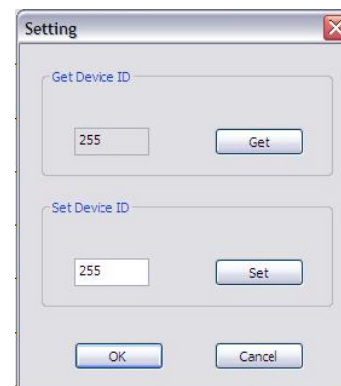 Setting
Get Device ID
255
Get
Set Device ID
255
Set
OK
Cancel